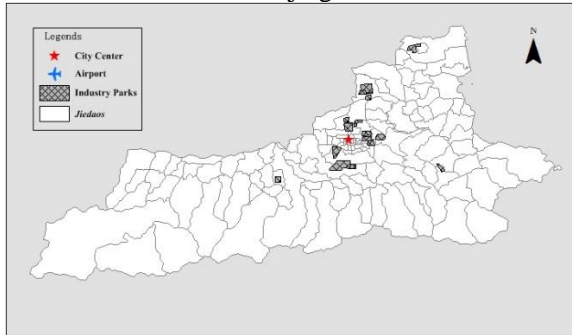 Legends
City Center
Airport
Industry Parks
Jiedaos
N